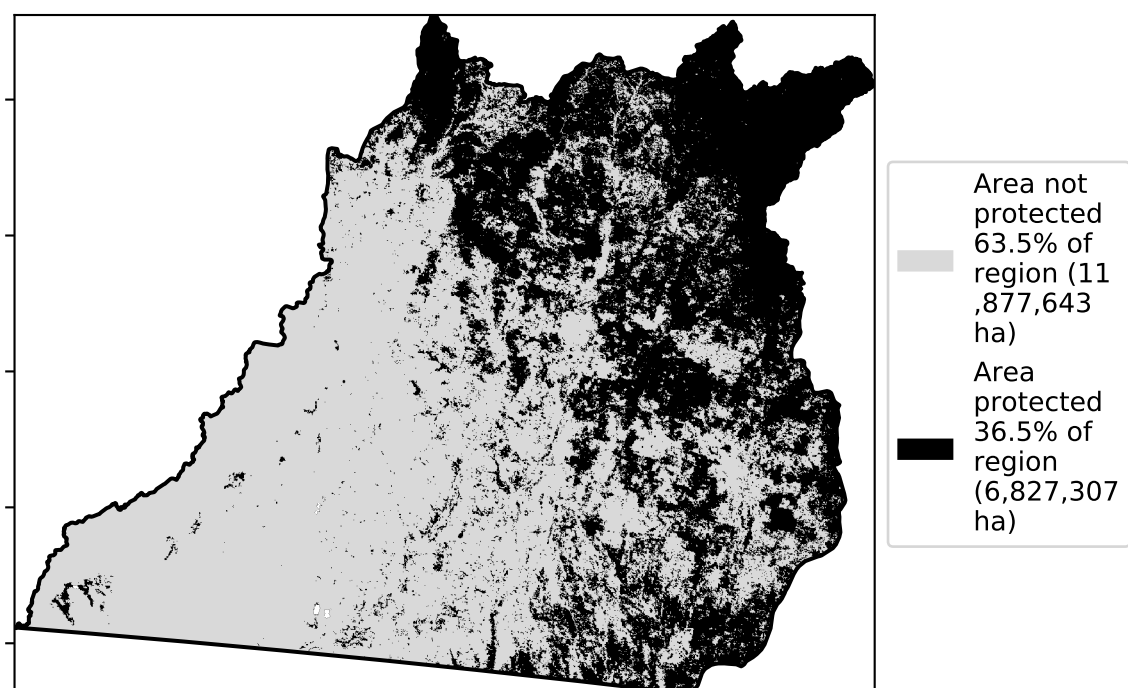 Area not
protected
63.5% of
region (11
,877,643
ha)
Area
protected
36.5% of
region
(6,827,307
ha)